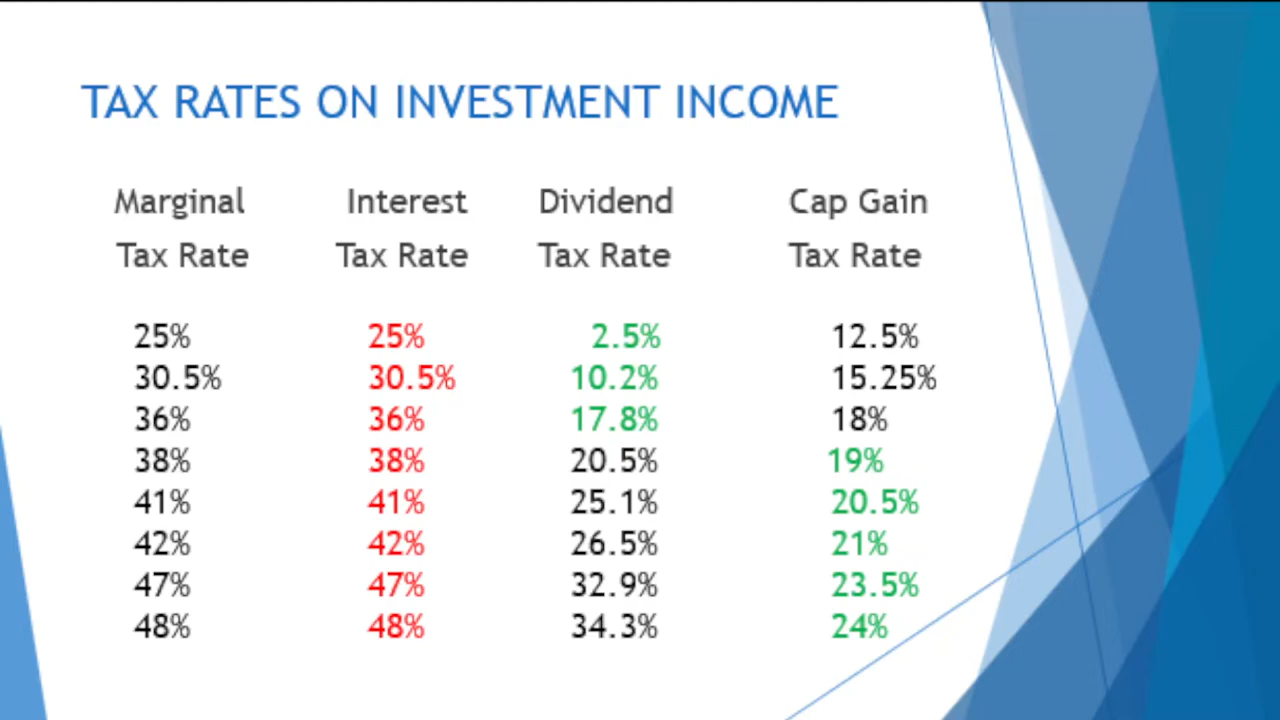 TAX RATES ON INVESTMENT INCOME
Marginal Interest Dividend Cap Gain
Tax Rate Tax Rate Tax Rate Tax Rate
25% 25% 2.5% 12.5%
30.5% 30.5% 10.2% 15.25%
36% 36% 17.8% 18%
38% 38% 20.5% 19%
41% 41% 25.1% 20.5%
42% 42% 26.5% 21%
47% 47% 32.9% 23.5%
48% 48% 34.3% 24%